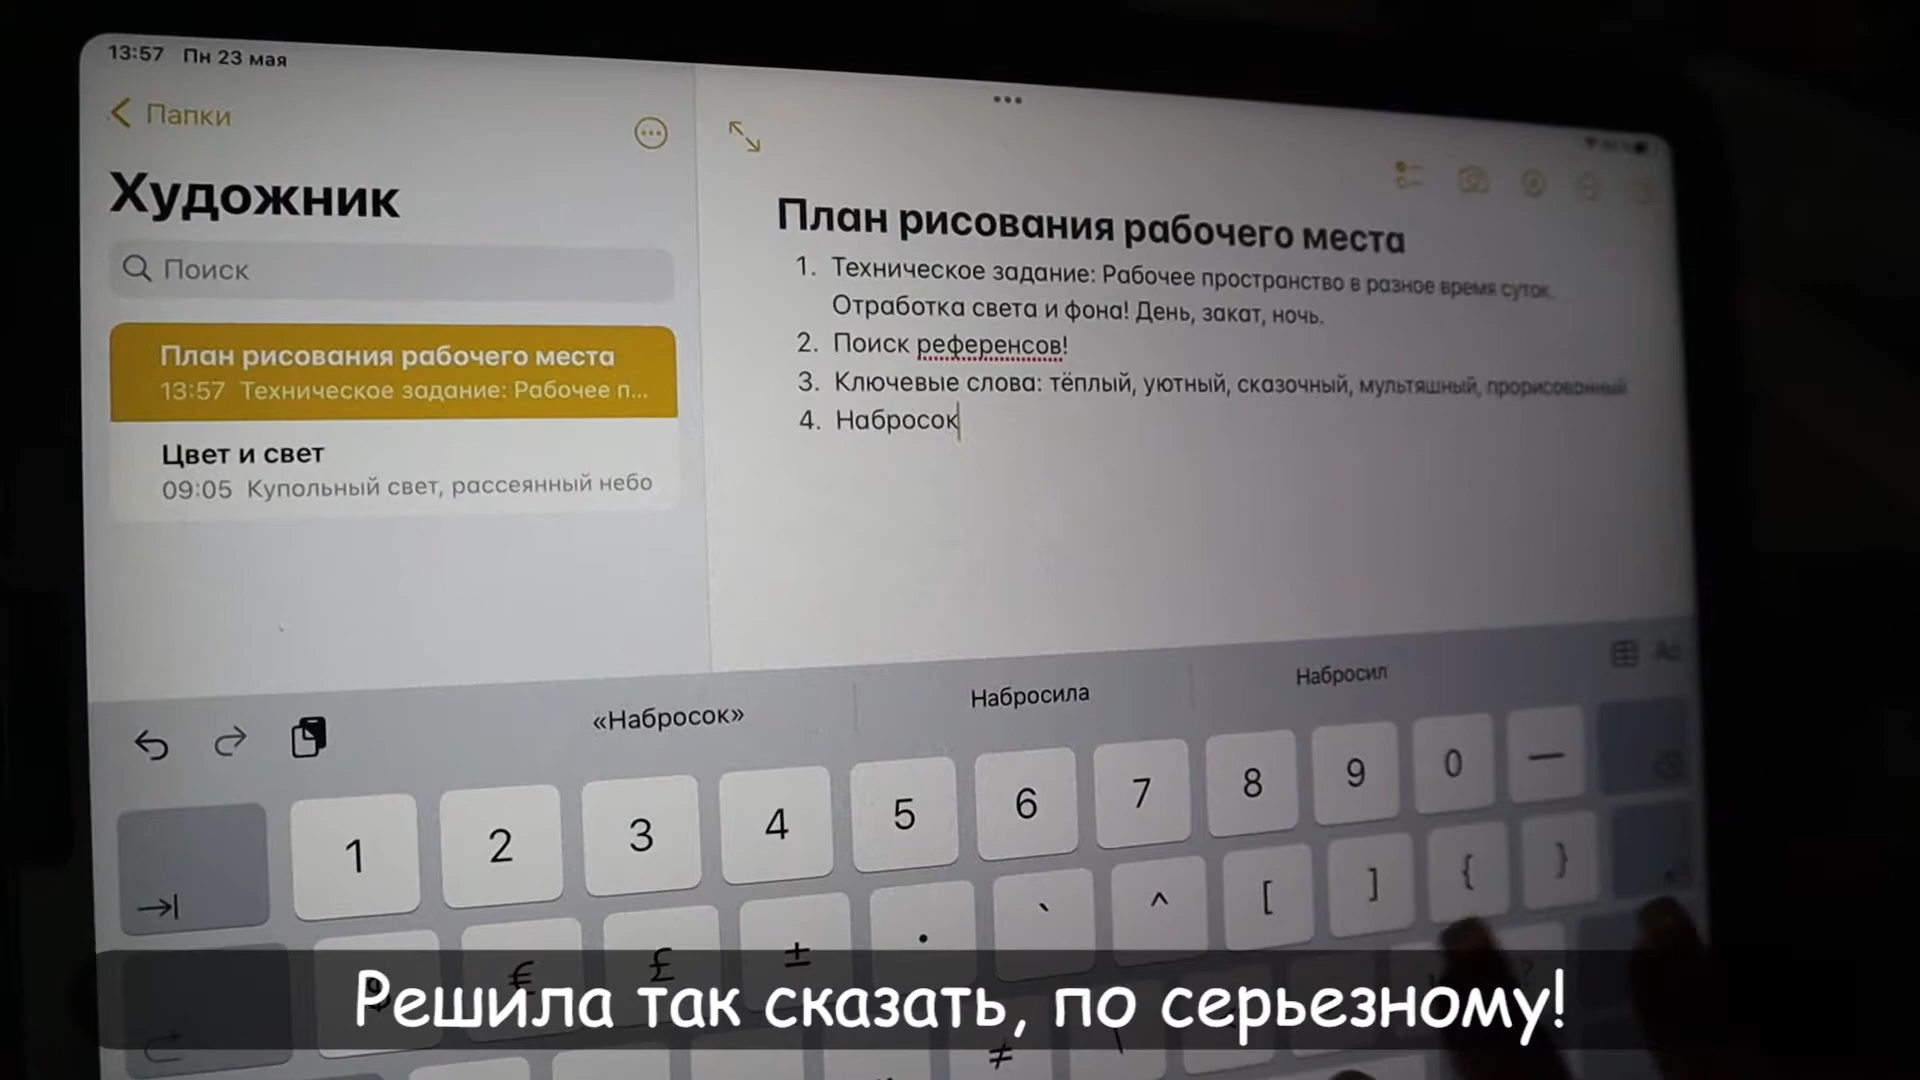 13:57 Пн 23 мая
Папки
Художник
Поиск
План рисования рабочего места
13:57 Техническое задание: Рабочее п...
Цвет и свет
09:05 Купольный свет, рассеянный небо
План рисования рабочего места
1. Техническое задание: Рабочее пространство в разное время суток.
Отработка света и фона! День, закат, ночь.
2. Поиск референсов!
3. Ключевые слова: тёплый, уютный, сказочный, мультяшный, прорисованный
4. Набросок
«Набросок» Набросила Набросил
1 2 3 4 5 6 7 8 9 0 —
€ £ ± • ` ^ [ ] { }
≠
Решила так сказать, по серьезному!